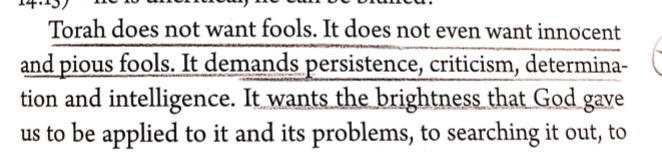 Torah does not want fools. It does not even want innocent
and pious fools. It demands persistence, criticism, determina-
tion and intelligence. It wants the brightness that God gave
us to be applied to it and its problems, to searching it out, to